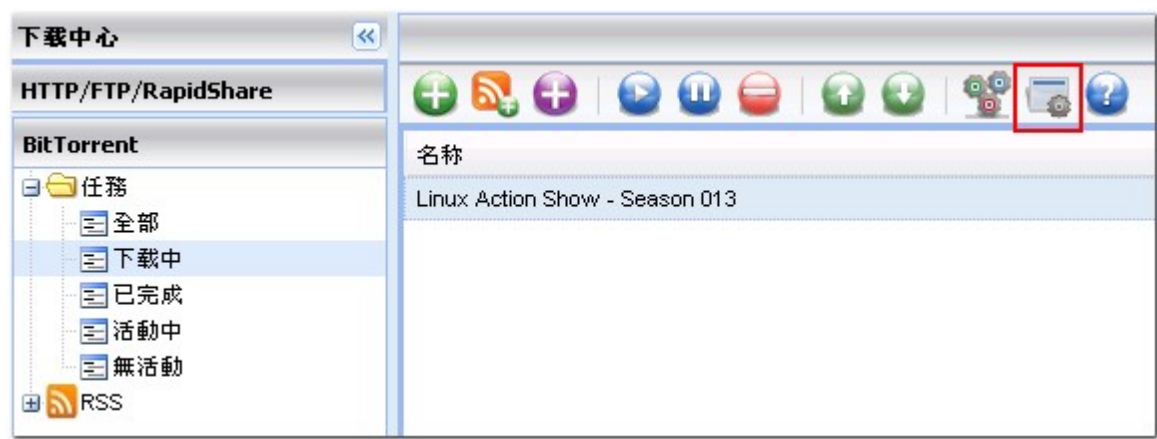 下載中心
HTTP/FTP/RapidShare
BitTorrent
任務
全部
下載中
已完成
活動中
無活動
RSS
名称
Linux Action Show - Season 013